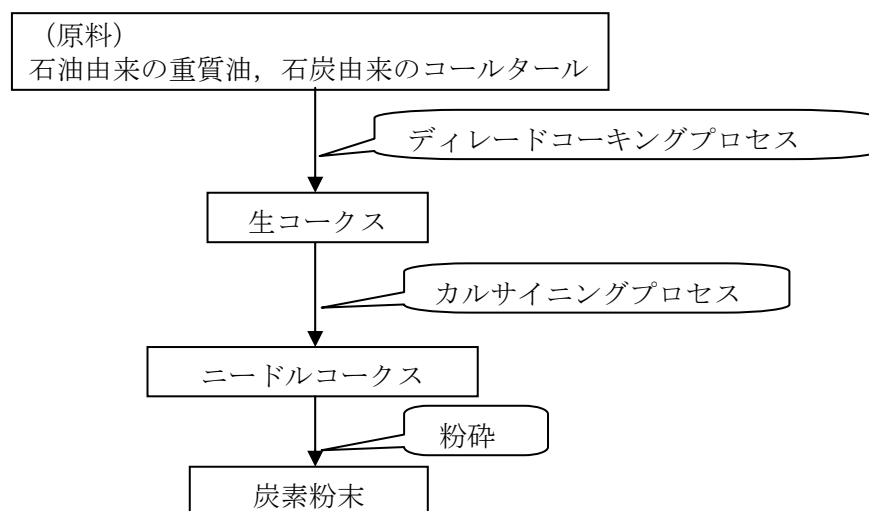 （原料）
石油由来の重質油，石炭由来のコールタール
ディレードコーキングプロセス
生コークス
カルサイニングプロセス
ニードルコークス
粉砕
炭素粉末